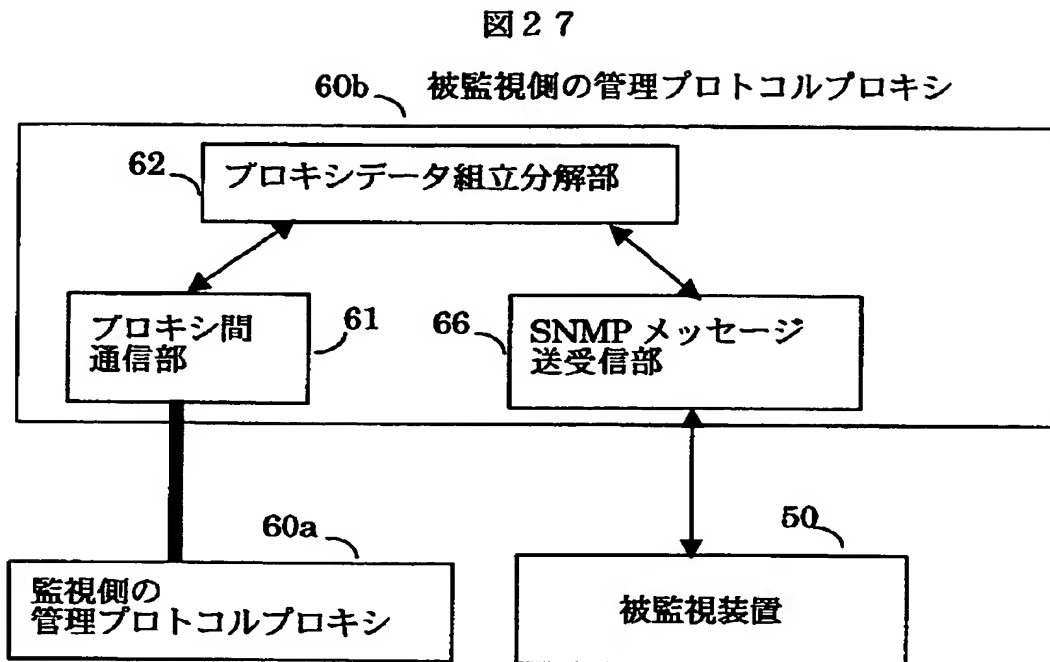 図27
60b 被監視側の管理プロトコルプロキシ
62
プロキシデータ組立分解部
プロキシ間
通信部
61
66
SNMP メッセージ
送受信部
60a
監視側の
管理プロトコルプロキシ
50
被監視装置